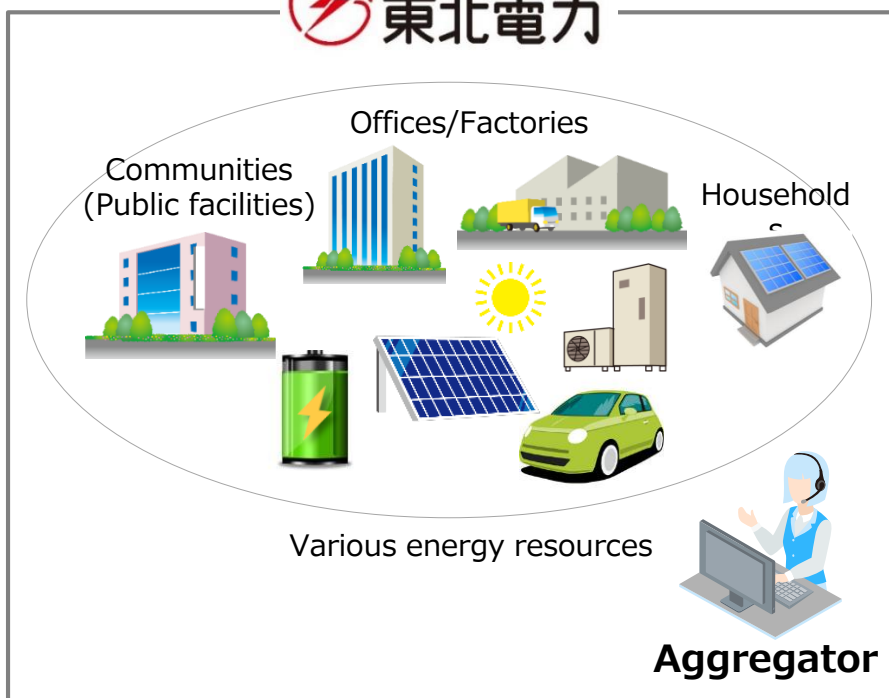 東北電力
Offices/Factories
Communities
(Public facilities)
Household
s
Various energy resources
Aggregator